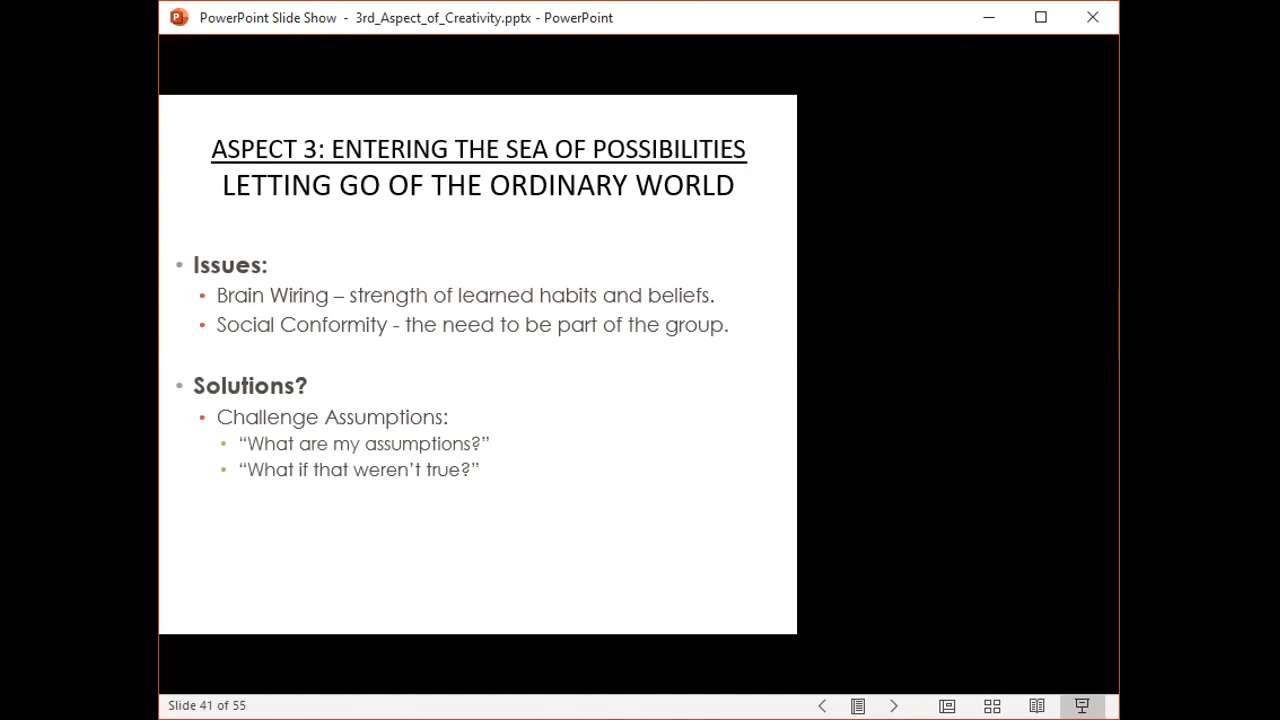 PowerPoint Slide Show - 3rd_Aspect_of_Creativity.pptx - PowerPoint
ASPECT 3: ENTERING THE SEA OF POSSIBILITIES
LETTING GO OF THE ORDINARY WORLD
• Issues:
• Brain Wiring – strength of learned habits and beliefs.
• Social Conformity - the need to be part of the group.
• Solutions?
• Challenge Assumptions:
• “What are my assumptions?”
• “What if that weren’t true?”
Slide 41 of 55